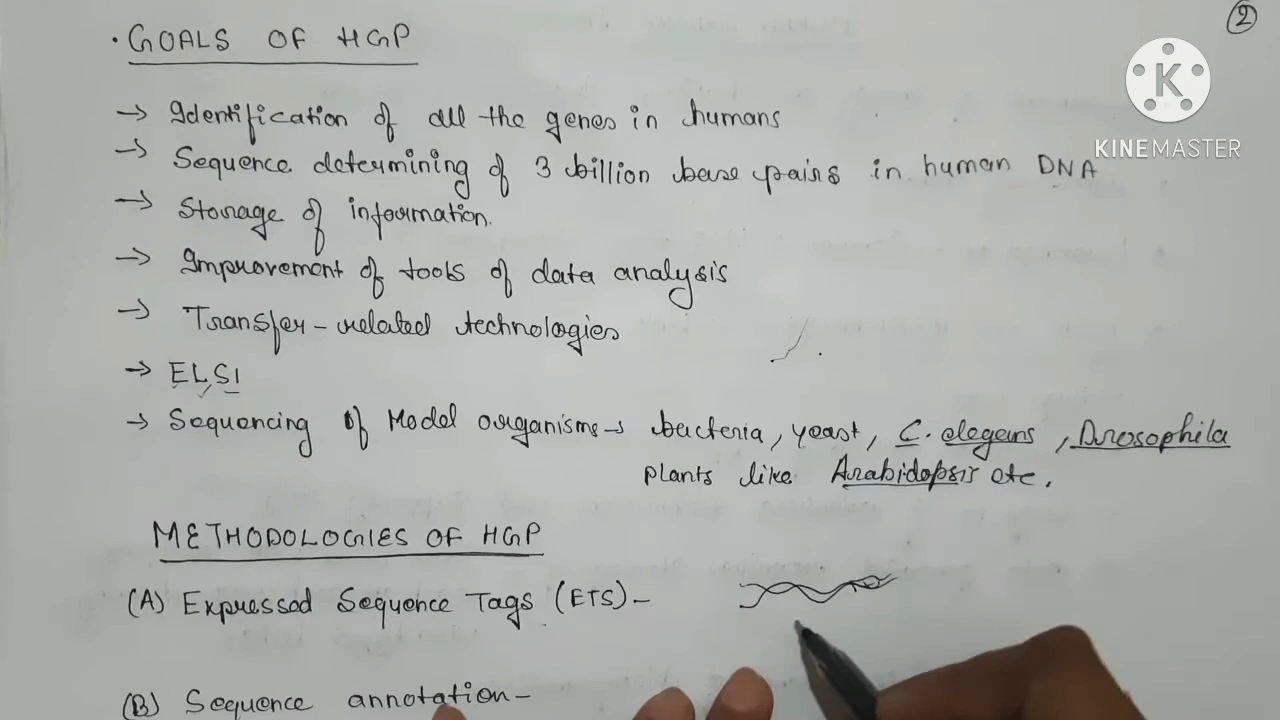 2
· GOALS OF HGP
K
KINEMASTER
→ Identification of all the genes in humans
→ Sequence determining of 3 billion base pairs in human DNA
→ Storage of information.
→ Improvement of tools of data analysis
→ Transfer-related technologies
→ ELSI
→ Sequencing of Model organisms→ bacteria, yeast, C. elegans, Drosophila
plants like Arabidopsis etc.
METHODOLOGIES OF HGP
(A) Expressed Sequence Tags (ETS) –
(B) Sequence annotation –